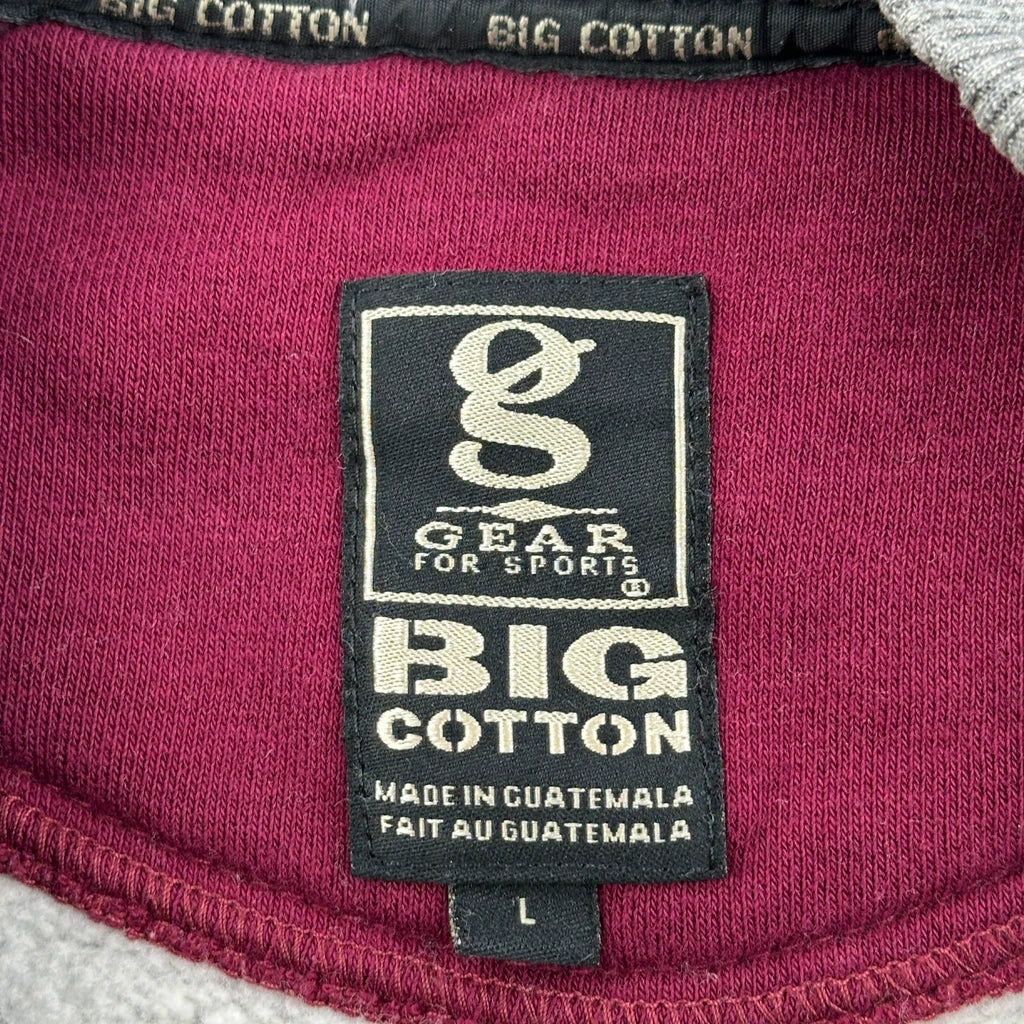 BIG COTTON BIG COTTON
g
GEAR
FOR SPORTS
®
BIG
COTTON
MADE IN GUATEMALA
FAIT AU GUATEMALA
L